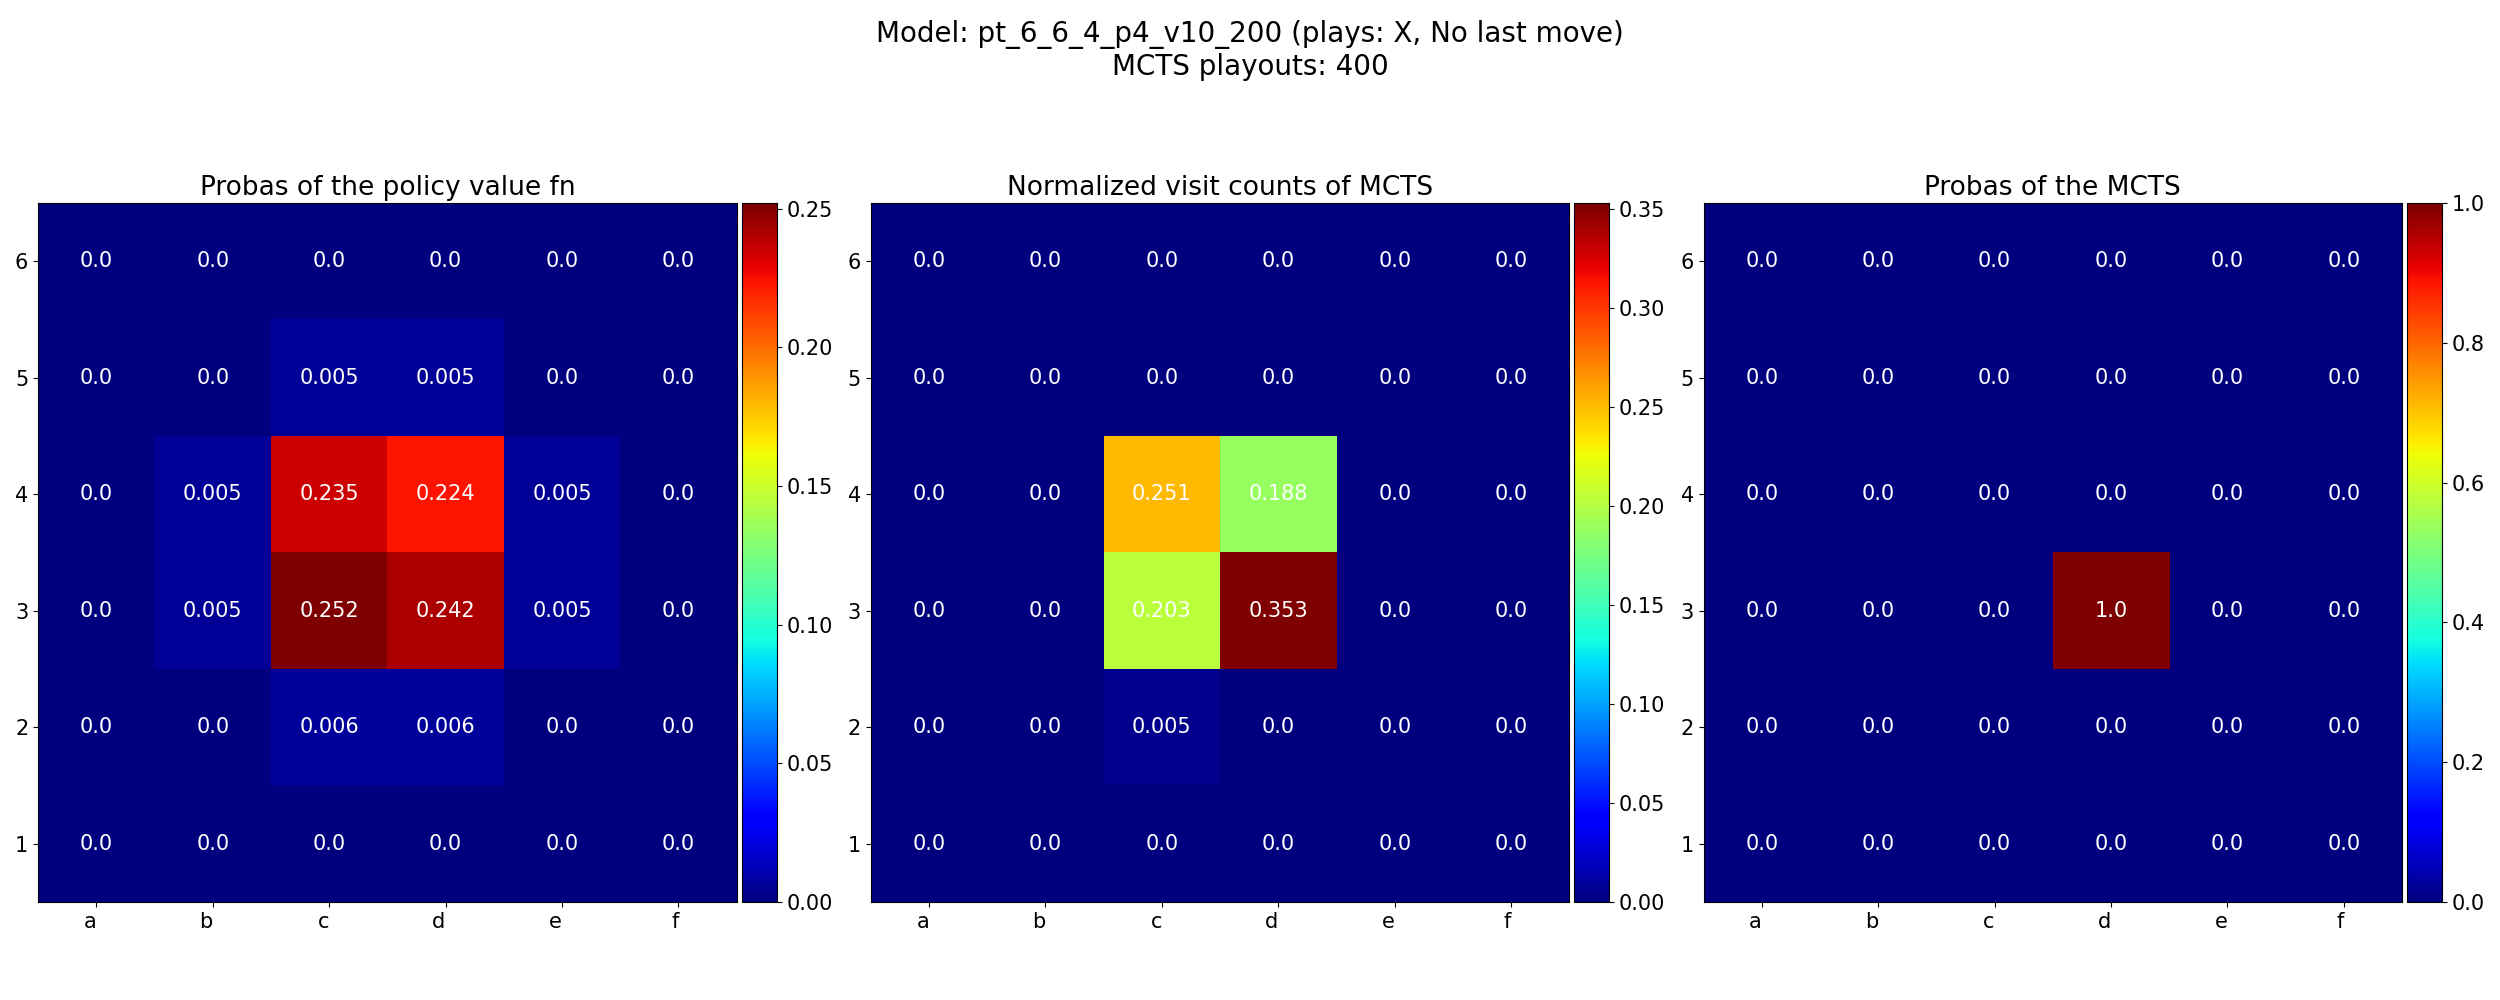 Model: pt_6_6_4_p4_v10_200 (plays: X, No last move)
MCTS playouts: 400
Probas of the policy value fn
6 0.0 0.0 0.0 0.0 0.0 0.0
5 0.0 0.0 0.005 0.005 0.0 0.0
4 0.0 0.005 0.235 0.224 0.005 0.0
3 0.0 0.005 0.252 0.242 0.005 0.0
2 0.0 0.0 0.006 0.006 0.0 0.0
1 0.0 0.0 0.0 0.0 0.0 0.0
a b c d e f
0.25
0.20
0.15
0.10
0.05
0.00
Normalized visit counts of MCTS
6 0.0 0.0 0.0 0.0 0.0 0.0
5 0.0 0.0 0.0 0.0 0.0 0.0
4 0.0 0.0 0.251 0.188 0.0 0.0
3 0.0 0.0 0.203 0.353 0.0 0.0
2 0.0 0.0 0.005 0.0 0.0 0.0
1 0.0 0.0 0.0 0.0 0.0 0.0
a b c d e f
0.35
0.30
0.25
0.20
0.15
0.10
0.05
0.00
Probas of the MCTS
6 0.0 0.0 0.0 0.0 0.0 0.0
5 0.0 0.0 0.0 0.0 0.0 0.0
4 0.0 0.0 0.0 0.0 0.0 0.0
3 0.0 0.0 0.0 1.0 0.0 0.0
2 0.0 0.0 0.0 0.0 0.0 0.0
1 0.0 0.0 0.0 0.0 0.0 0.0
a b c d e f
1.0
0.8
0.6
0.4
0.2
0.0